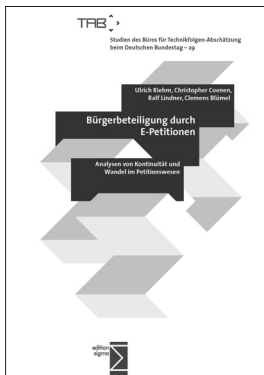 TAB
Studien des Büros für Technikfolgen-Abschätzung
beim Deutschen Bundestag – 29
Ulrich Riehm, Christopher Coenen,
Ralf Lindner, Clemens Blümel
Bürgerbeteiligung durch
E-Petitionen
Analysen von Kontinuität und
Wandel im Petitionswesen
edition
sigma